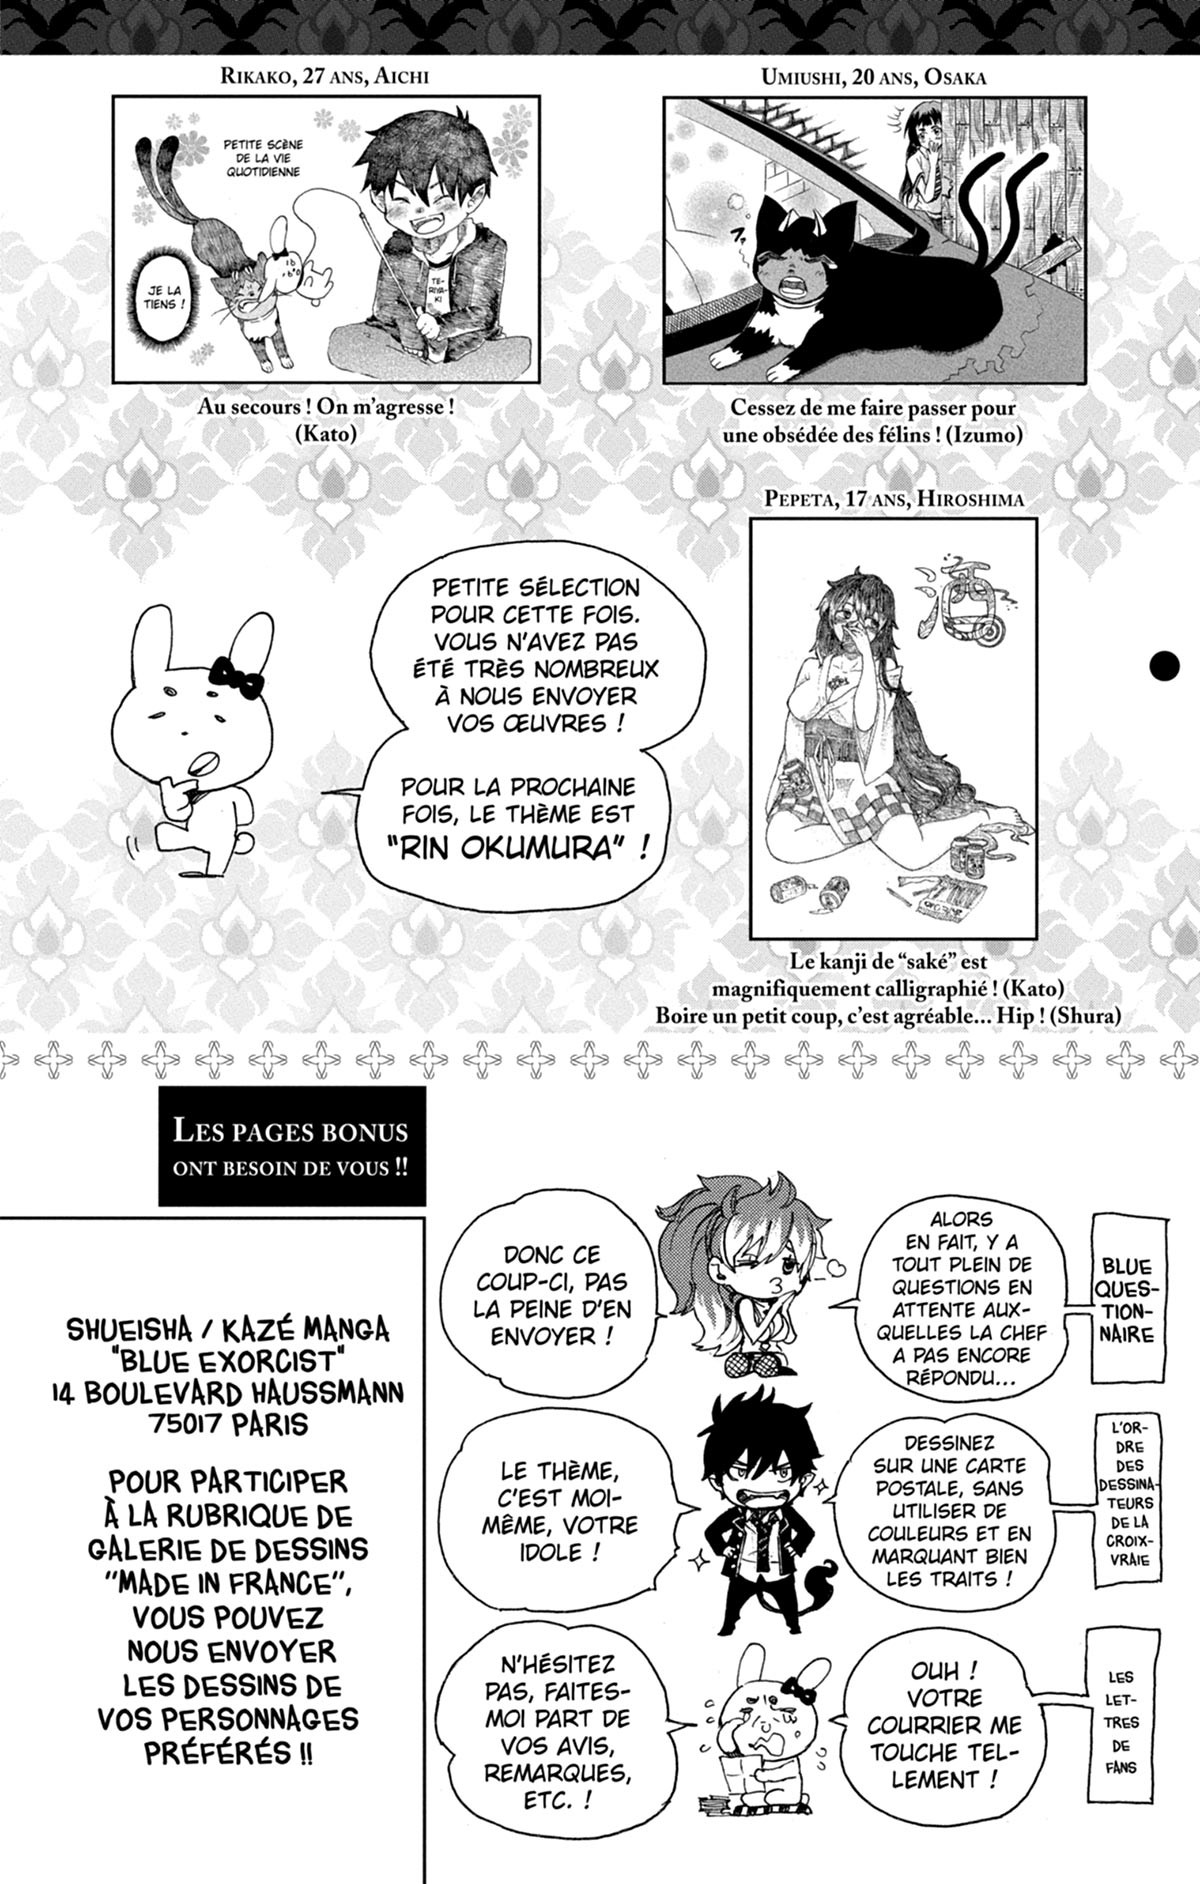 RIKAKO, 27 ANS, AICHI
PETITE SCÈNE
DE LA VIE
QUOTIDIENNE
JE LA
TIENS !
TE-
RIYA-
KI
Au secours ! On m'agresse !
(Kato)
UMIUSHI, 20 ANS, OSAKA
Cessez de me faire passer pour
une obsédée des félins ! (Izumo)
PEPETA, 17 ANS, HIROSHIMA
酒
Le kanji de “saké” est
magnifiquement calligraphié ! (Kato)
Boire un petit coup, c'est agréable... Hip ! (Shura)
PETITE SÉLECTION
POUR CETTE FOIS.
VOUS N'AVEZ PAS
ÉTÉ TRÈS NOMBREUX
À NOUS ENVOYER
VOS ŒUVRES !
POUR LA PROCHAINE
FOIS, LE THÈME EST
“RIN OKUMURA” !
LES PAGES BONUS
ONT BESOIN DE VOUS !!
SHUEISHA / KAZÉ MANGA
"BLUE EXORCIST"
14 BOULEVARD HAUSSMANN
75017 PARIS
POUR PARTICIPER
À LA RUBRIQUE DE
GALERIE DE DESSINS
“MADE IN FRANCE”,
VOUS POUVEZ
NOUS ENVOYER
LES DESSINS DE
VOS PERSONNAGES
PRÉFÉRÉS !!
BLUE
QUES-
TION-
NAIRE
ALORS
EN FAIT, Y A
TOUT PLEIN DE
QUESTIONS EN
ATTENTE AUX-
QUELLES LA CHEF
A PAS ENCORE
RÉPONDU...
DONC CE
COUP-CI, PAS
LA PEINE D'EN
ENVOYER !
L'OR-
DRE
DES
DESSINA-
TEURS
DE LA
CROIX-
VRAIE
DESSINEZ
SUR UNE CARTE
POSTALE, SANS
UTILISER DE
COULEURS ET EN
MARQUANT BIEN
LES TRAITS !
LE THÈME,
C'EST MOI-
MÊME, VOTRE
IDOLE !
LES
LET-
TRES
DE
FANS
OUH !
VOTRE
COURRIER ME
TOUCHE TEL-
LEMENT !
N'HÉSITEZ
PAS, FAITES-
MOI PART DE
VOS AVIS,
REMARQUES,
ETC. !